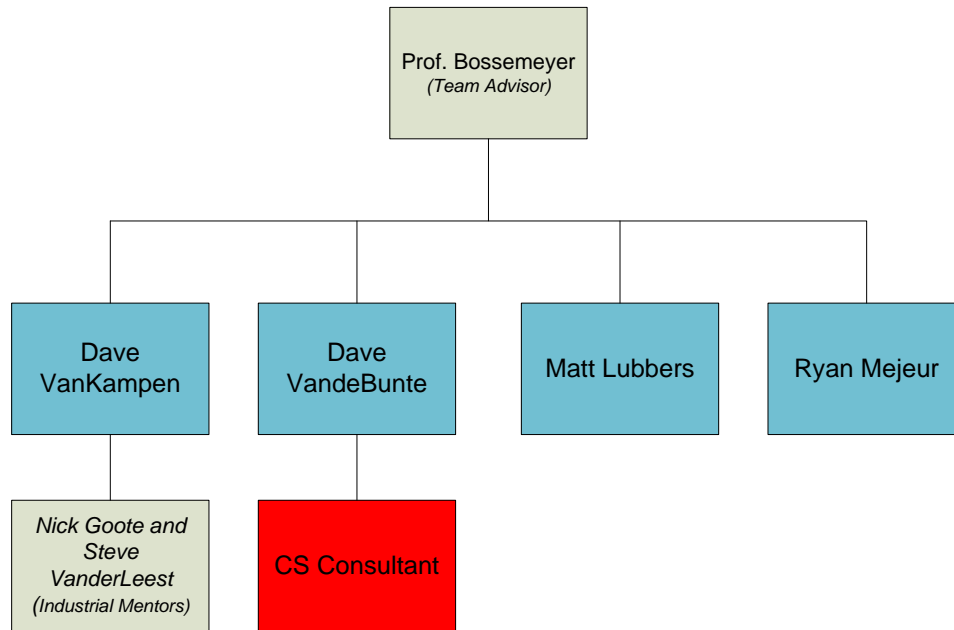 Prof. Bossemeyer
(Team Advisor)
Dave
VanKampen
Dave
VandeBunte
Matt Lubbers
Ryan Mejeur
Nick Goote and
Steve
VanderLeest
(Industrial Mentors)
CS Consultant